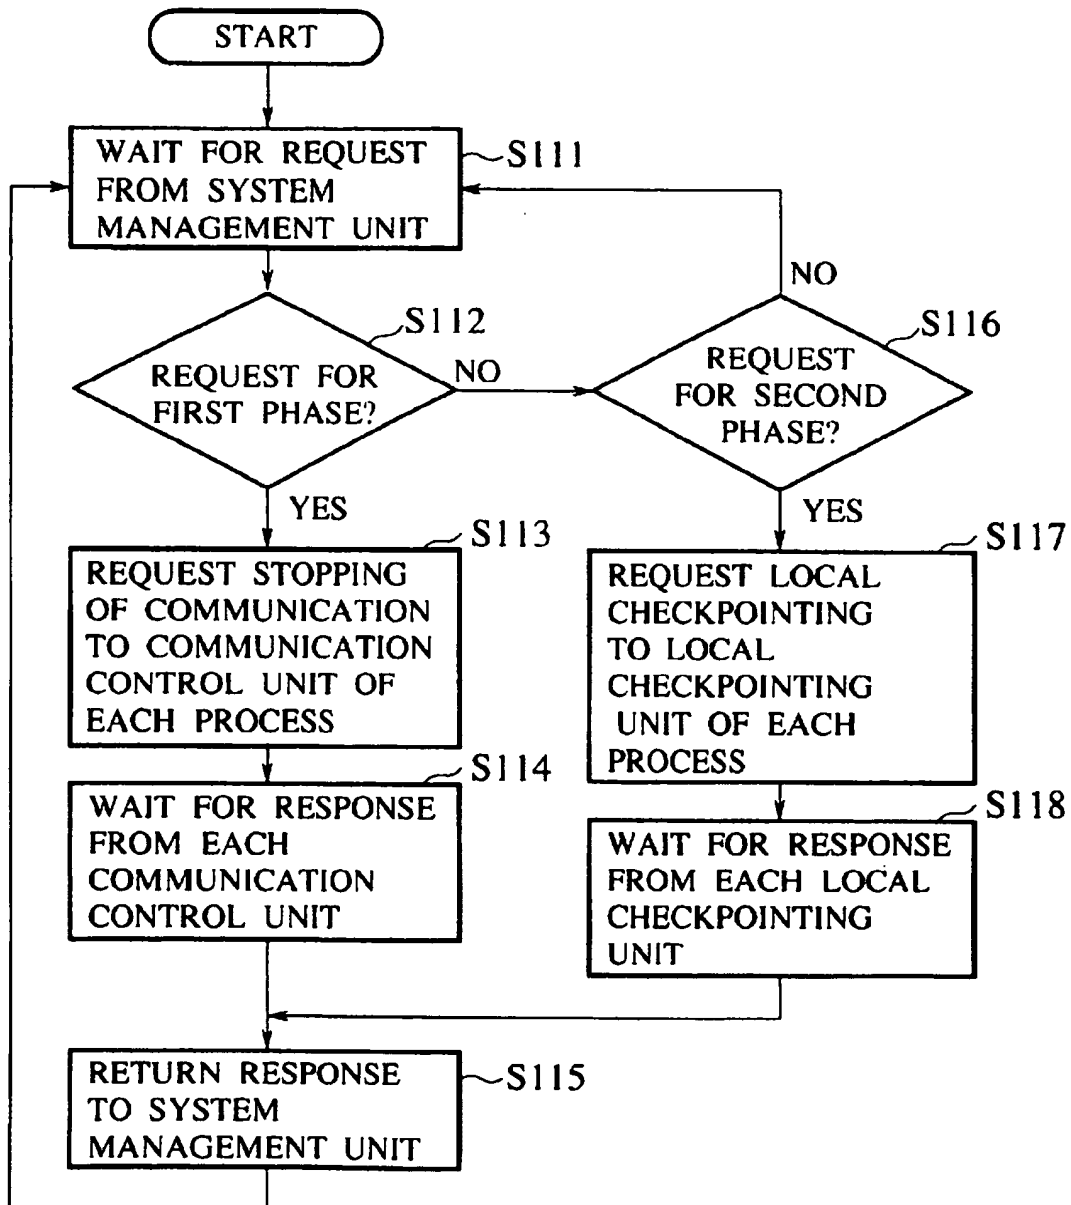 START
WAIT FOR REQUEST
FROM SYSTEM
MANAGEMENT UNIT
S111
NO
S112
REQUEST FOR
FIRST PHASE?
NO
S116
REQUEST
FOR SECOND
PHASE?
YES
YES
S113
REQUEST STOPPING
OF COMMUNICATION
TO COMMUNICATION
CONTROL UNIT OF
EACH PROCESS
S117
REQUEST LOCAL
CHECKPOINTING
TO LOCAL
CHECKPOINTING
UNIT OF EACH
PROCESS
S114
WAIT FOR RESPONSE
FROM EACH
COMMUNICATION
CONTROL UNIT
S118
WAIT FOR RESPONSE
FROM EACH LOCAL
CHECKPOINTING
UNIT
RETURN RESPONSE
TO SYSTEM
MANAGEMENT UNIT
S115